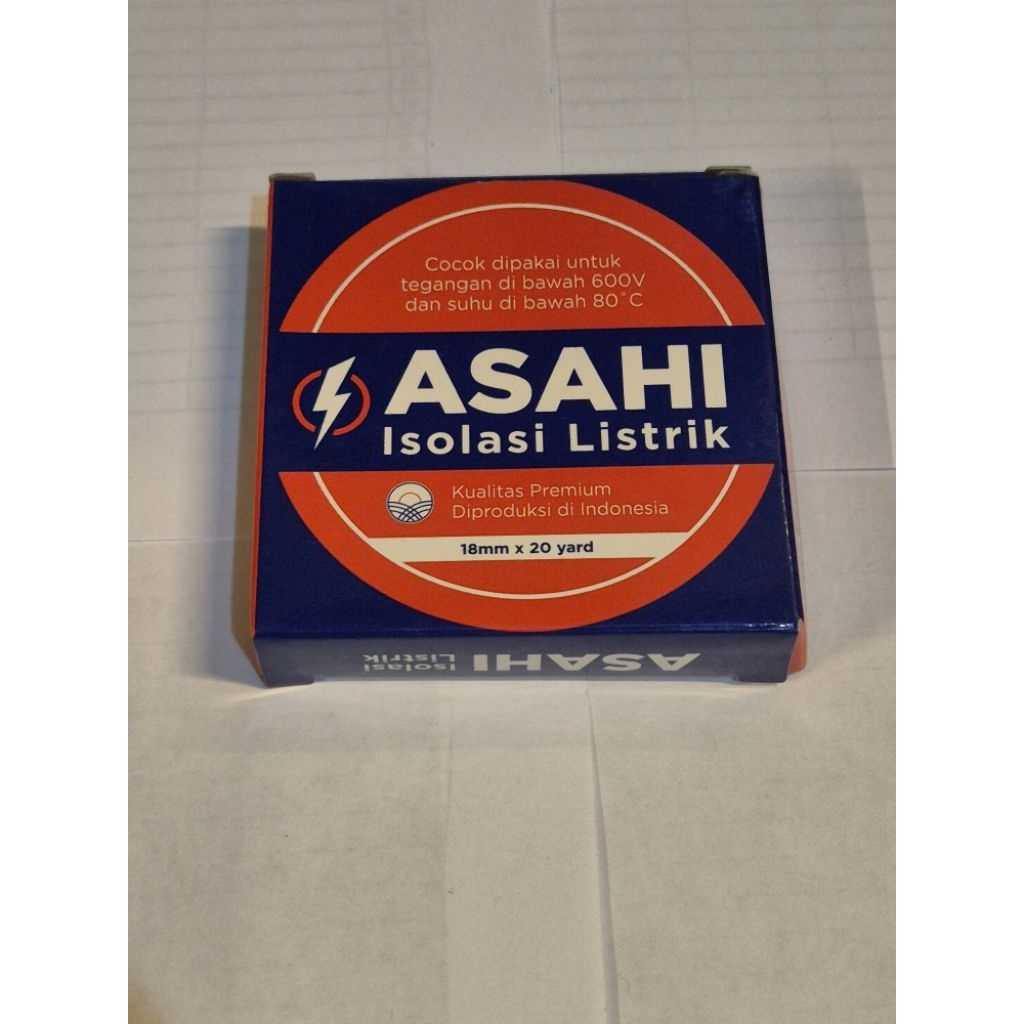 Cocok dipakai untuk
tegangan di bawah 600V
dan suhu di bawah 80°C
ASAHI
Isolasi Listrik
Kualitas Premium
Diproduksi di Indonesia
18mm x 20 yard
ASAHI
Isolasi
Listrik